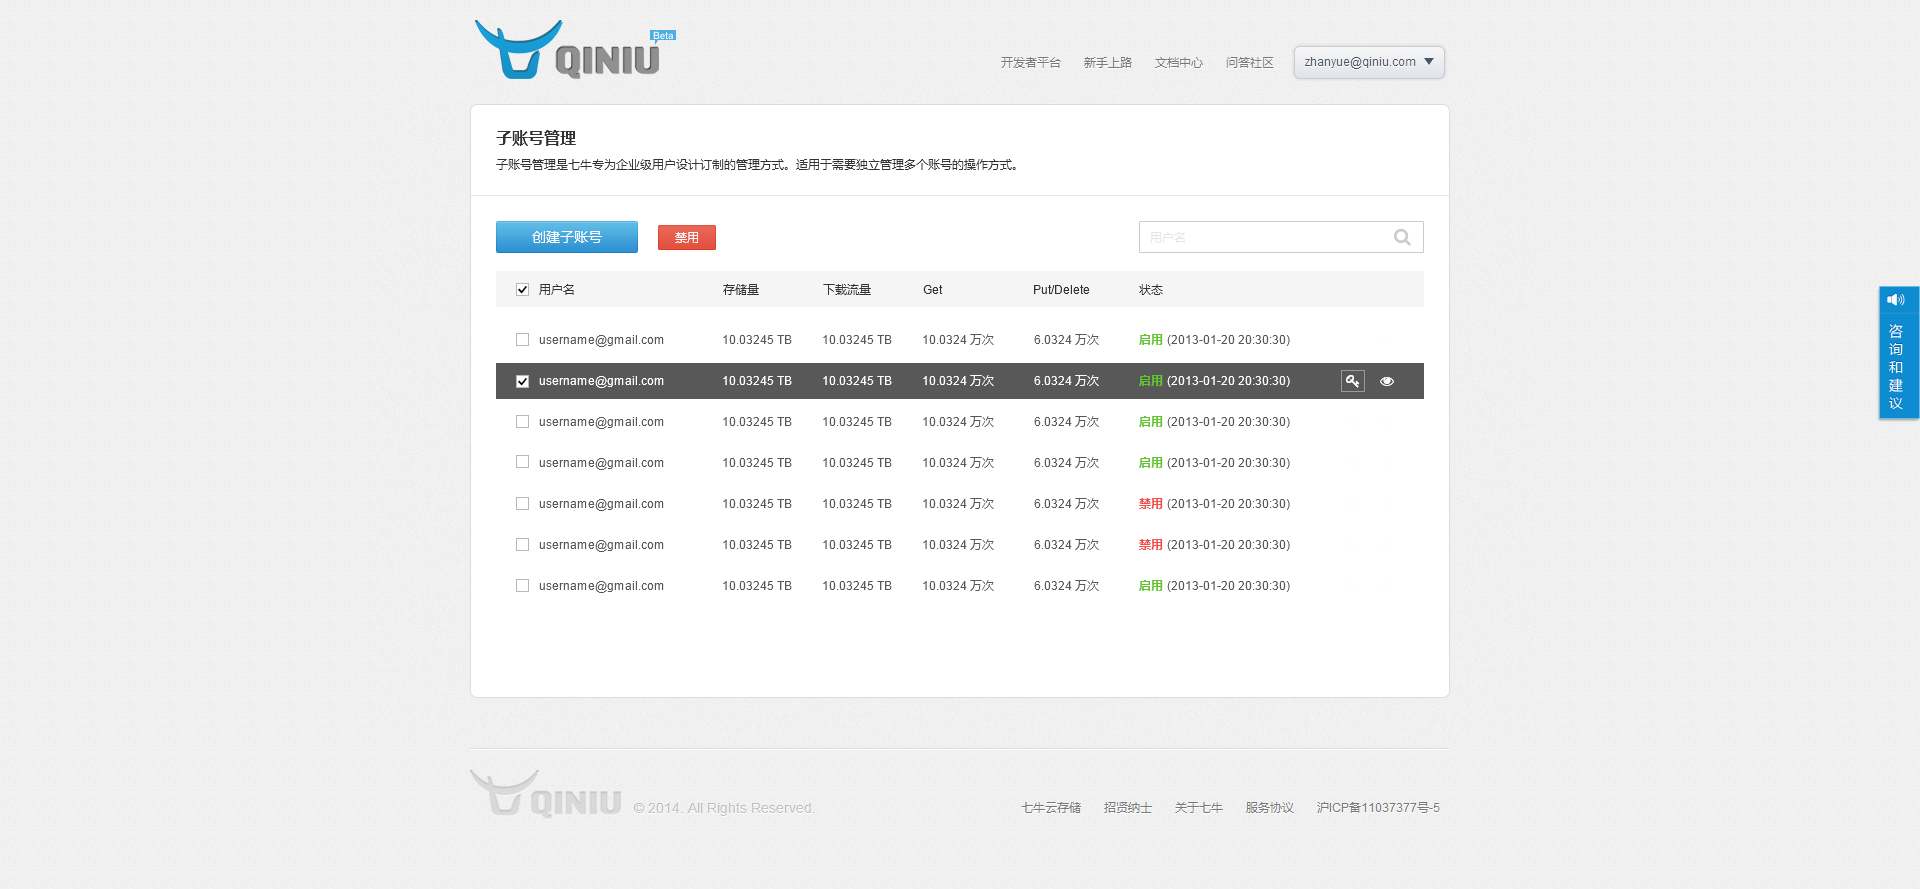 QINIU Beta
开发者平台 新手上路 文档中心 问答社区 zhanyue@qiniu.com
子账号管理
子账号管理是七牛专为企业级用户设计订制的管理方式。适用于需要独立管理多个账号的操作方式。
创建子账号 禁用 用户名
用户名 存储量 下载流量 Get Put/Delete 状态
username@gmail.com 10.03245 TB 10.03245 TB 10.0324 万次 6.0324 万次 启用 (2013-01-20 20:30:30)
username@gmail.com 10.03245 TB 10.03245 TB 10.0324 万次 6.0324 万次 启用 (2013-01-20 20:30:30)
username@gmail.com 10.03245 TB 10.03245 TB 10.0324 万次 6.0324 万次 启用 (2013-01-20 20:30:30)
username@gmail.com 10.03245 TB 10.03245 TB 10.0324 万次 6.0324 万次 启用 (2013-01-20 20:30:30)
username@gmail.com 10.03245 TB 10.03245 TB 10.0324 万次 6.0324 万次 禁用 (2013-01-20 20:30:30)
username@gmail.com 10.03245 TB 10.03245 TB 10.0324 万次 6.0324 万次 禁用 (2013-01-20 20:30:30)
username@gmail.com 10.03245 TB 10.03245 TB 10.0324 万次 6.0324 万次 启用 (2013-01-20 20:30:30)
咨询和建议
QINIU © 2014. All Rights Reserved. 七牛云存储 招贤纳士 关于七牛 服务协议 沪ICP备11037377号-5